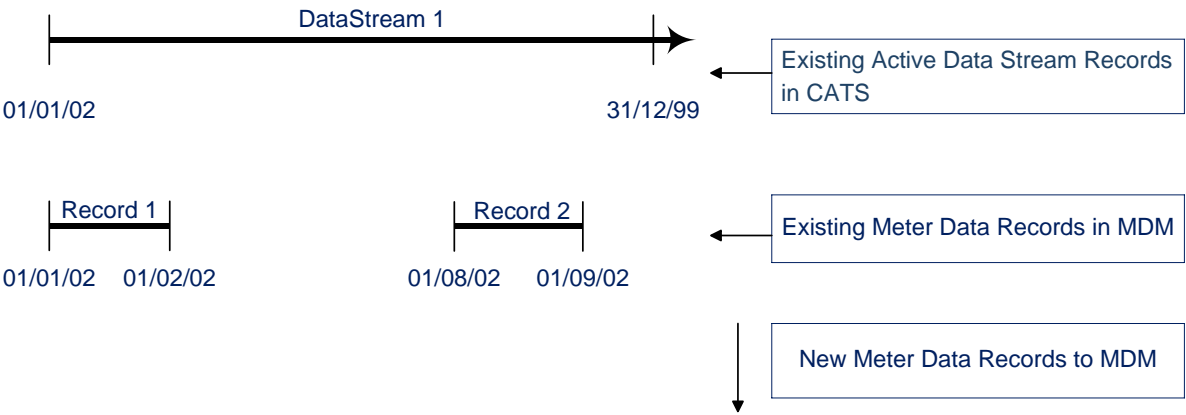 DataStream 1
Existing Active Data Stream Records
in CATS
01/01/02
31/12/99
Record 1
Record 2
Existing Meter Data Records in MDM
01/01/02
01/02/02
01/08/02
01/09/02
New Meter Data Records to MDM